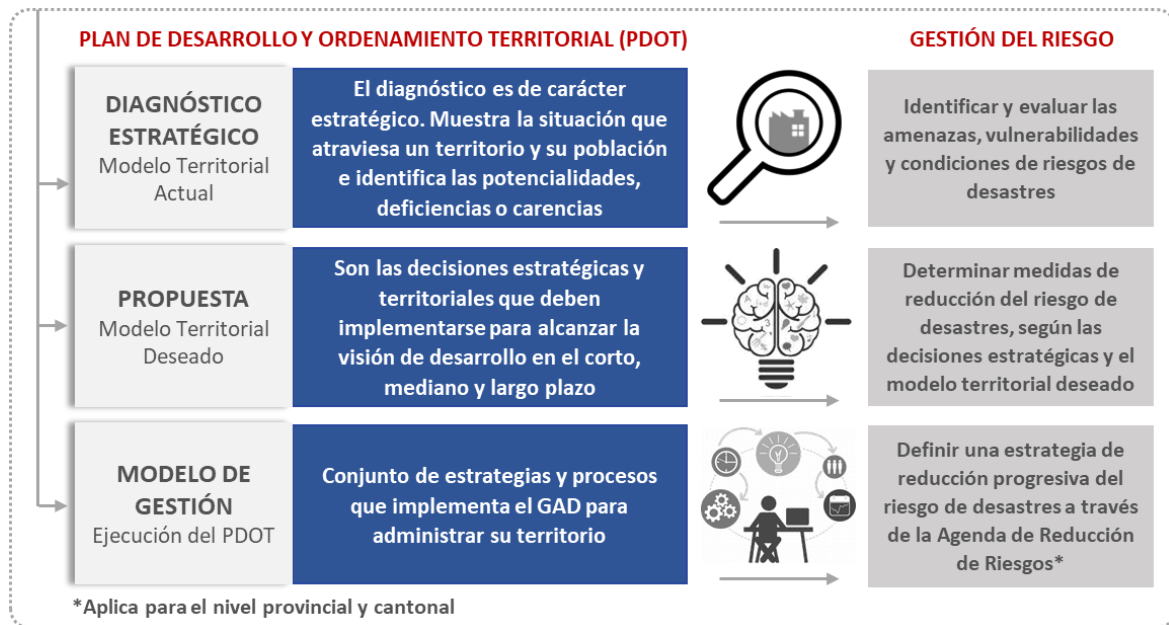 PLAN DE DESARROLLO Y ORDENAMIENTO TERRITORIAL (PDOT)
GESTIÓN DEL RIESGO
DIAGNÓSTICO
ESTRATÉGICO
Modelo Territorial
Actual
El diagnóstico es de carácter
estratégico. Muestra la situación que
atraviesa un territorio y su población
e identifica las potencialidades,
deficiencias o carencias
Identificar y evaluar las
amenazas, vulnerabilidades
y condiciones de riesgos de
desastres
PROPUESTA
Modelo Territorial
Deseado
Son las decisiones estratégicas y
territoriales que deben
implementarse para alcanzar la
visión de desarrollo en el corto,
mediano y largo plazo
Determinar medidas de
reducción del riesgo de
desastres, según las
decisiones estratégicas y el
modelo territorial deseado
MODELO DE
GESTIÓN
Ejecución del PDOT
Conjunto de estrategias y procesos
que implementa el GAD para
administrar su territorio
Definir una estrategia de
reducción progresiva del
riesgo de desastres a través
de la Agenda de Reducción
de Riesgos*
*Aplica para el nivel provincial y cantonal